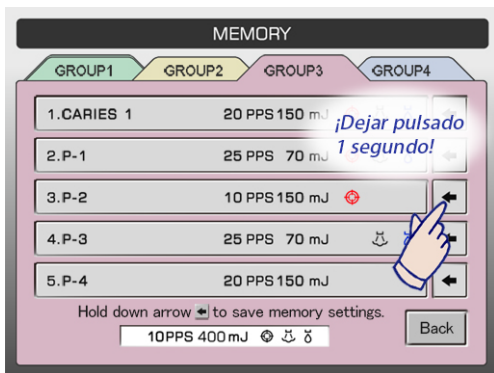 MEMORY
GROUP1 GROUP2 GROUP3 GROUP4
1.CARIES 1 20 PPS 150 mJ
¡Dejar pulsado
1 segundo!
2.P-1 25 PPS 70 mJ
3.P-2 10 PPS 150 mJ
4.P-3 25 PPS 70 mJ
5.P-4 20 PPS 150 mJ
Hold down arrow to save memory settings.
10PPS 400 mJ
Back